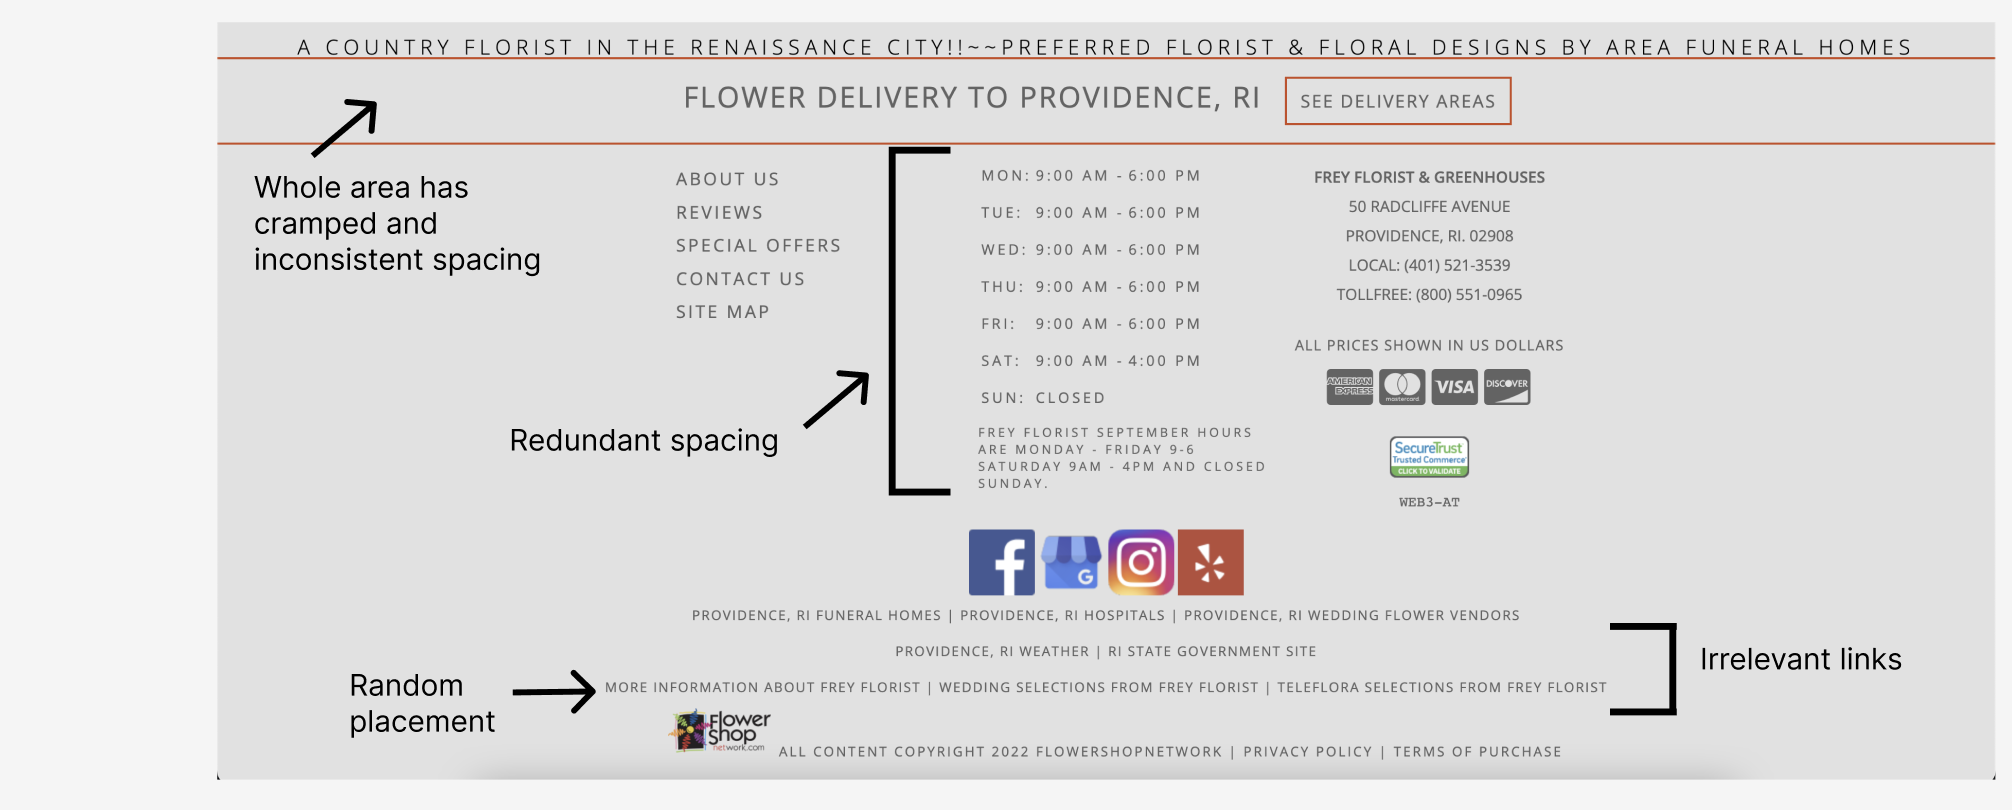 A COUNTRY FLORIST IN THE RENAISSANCE CITY!!~~PREFERRED FLORIST & FLORAL DESIGNS BY AREA FUNERAL HOMES
FLOWER DELIVERY TO PROVIDENCE, RI
SEE DELIVERY AREAS
Whole area has
cramped and
inconsistent spacing
ABOUT US
REVIEWS
SPECIAL OFFERS
CONTACT US
SITE MAP
Redundant spacing
MON: 9:00 AM - 6:00 PM
TUE: 9:00 AM - 6:00 PM
WED: 9:00 AM - 6:00 PM
THU: 9:00 AM - 6:00 PM
FRI: 9:00 AM - 6:00 PM
SAT: 9:00 AM - 4:00 PM
SUN: CLOSED
FREY FLORIST SEPTEMBER HOURS
ARE MONDAY - FRIDAY 9-6
SATURDAY 9AM - 4PM AND CLOSED
SUNDAY.
FREY FLORIST & GREENHOUSES
50 RADCLIFFE AVENUE
PROVIDENCE, RI. 02908
LOCAL: (401) 521-3539
TOLLFREE: (800) 551-0965
ALL PRICES SHOWN IN US DOLLARS
AMERICAN
EXPRESS
mastercard
VISA
DISCOVER
SecureTrust
Trusted Commerce
CLICK TO VALIDATE
WEB3-AT
f
G
PROVIDENCE, RI FUNERAL HOMES | PROVIDENCE, RI HOSPITALS | PROVIDENCE, RI WEDDING FLOWER VENDORS
PROVIDENCE, RI WEATHER | RI STATE GOVERNMENT SITE
Irrelevant links
Random
placement
MORE INFORMATION ABOUT FREY FLORIST | WEDDING SELECTIONS FROM FREY FLORIST | TELEFLORA SELECTIONS FROM FREY FLORIST
Flower
Shop
network.com
ALL CONTENT COPYRIGHT 2022 FLOWERSHOPNETWORK | PRIVACY POLICY | TERMS OF PURCHASE